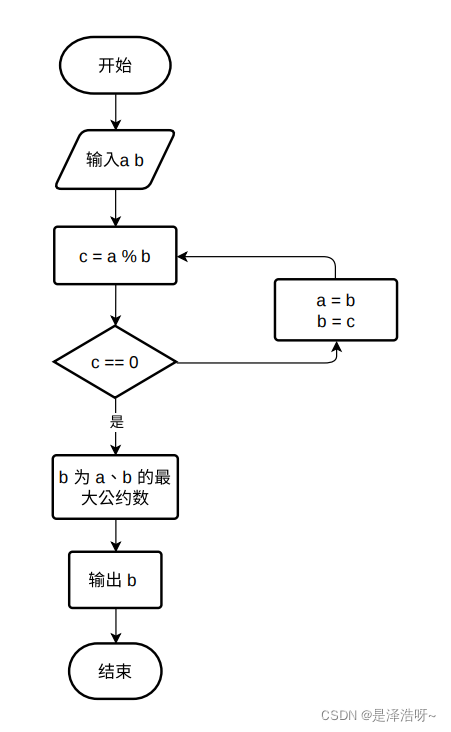 开始
输入a b
c = a % b
a = b
b = c
c == 0
是
b 为 a、b 的最
大公约数
输出 b
结束
CSDN @是泽浩呀~